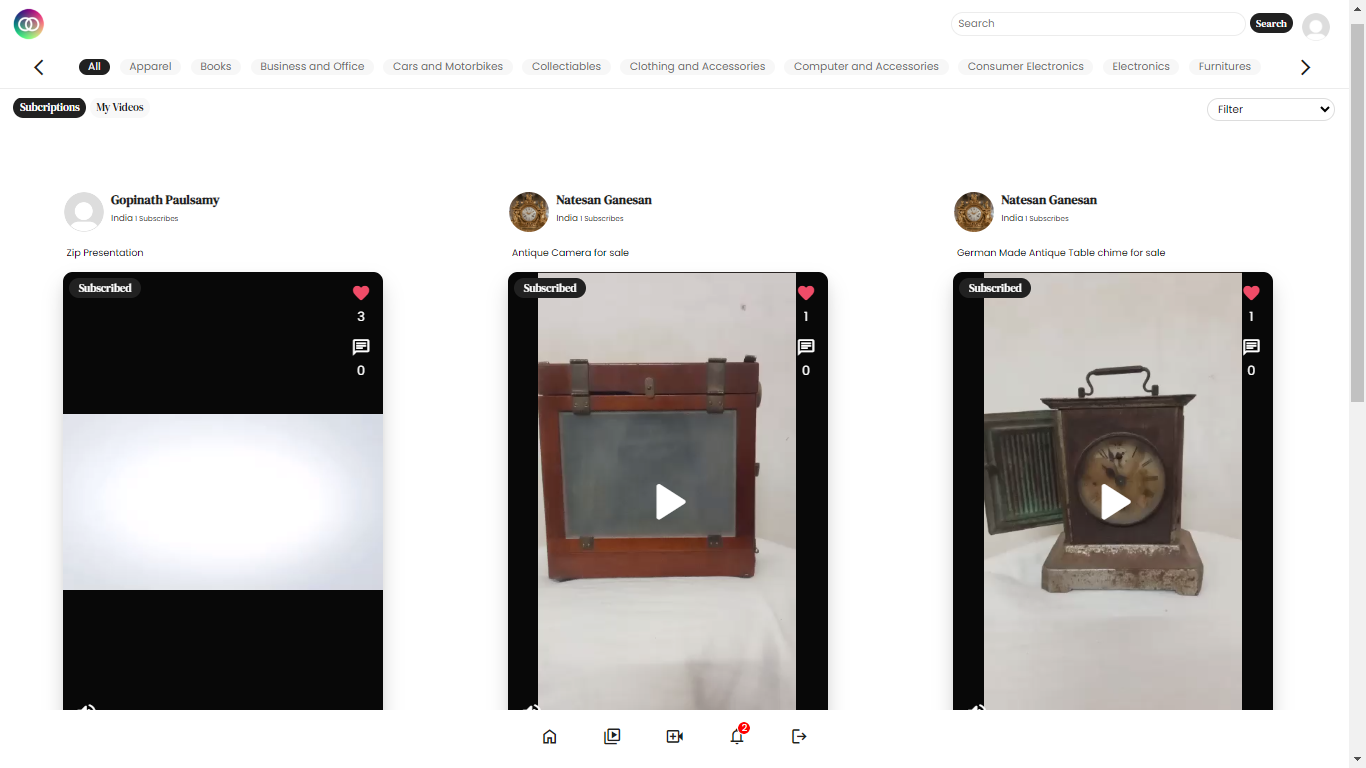 Search Search
All Apparel Books Business and Office Cars and Motorbikes Collectiables Clothing and Accessories Computer and Accessories Consumer Electronics Electronics Furnitures
Subcriptions My Videos Filter
Gopinath Paulsamy
India 1 Subscribes
Zip Presentation
Subscribed
3
0
Natesan Ganesan
India 1 Subscribes
Antique Camera for sale
Subscribed
1
0
Natesan Ganesan
India 1 Subscribes
German Made Antique Table chime for sale
Subscribed
1
0
2